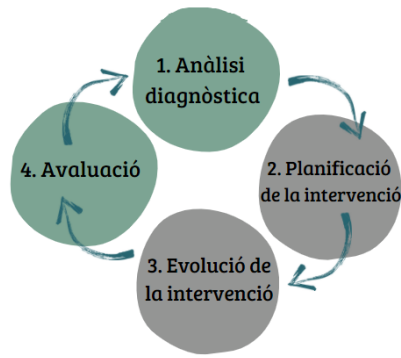 1. Anàlisi
diagnòstica
2. Planificació
de la intervenció
3. Evolució de
la intervenció
4. Avaluació